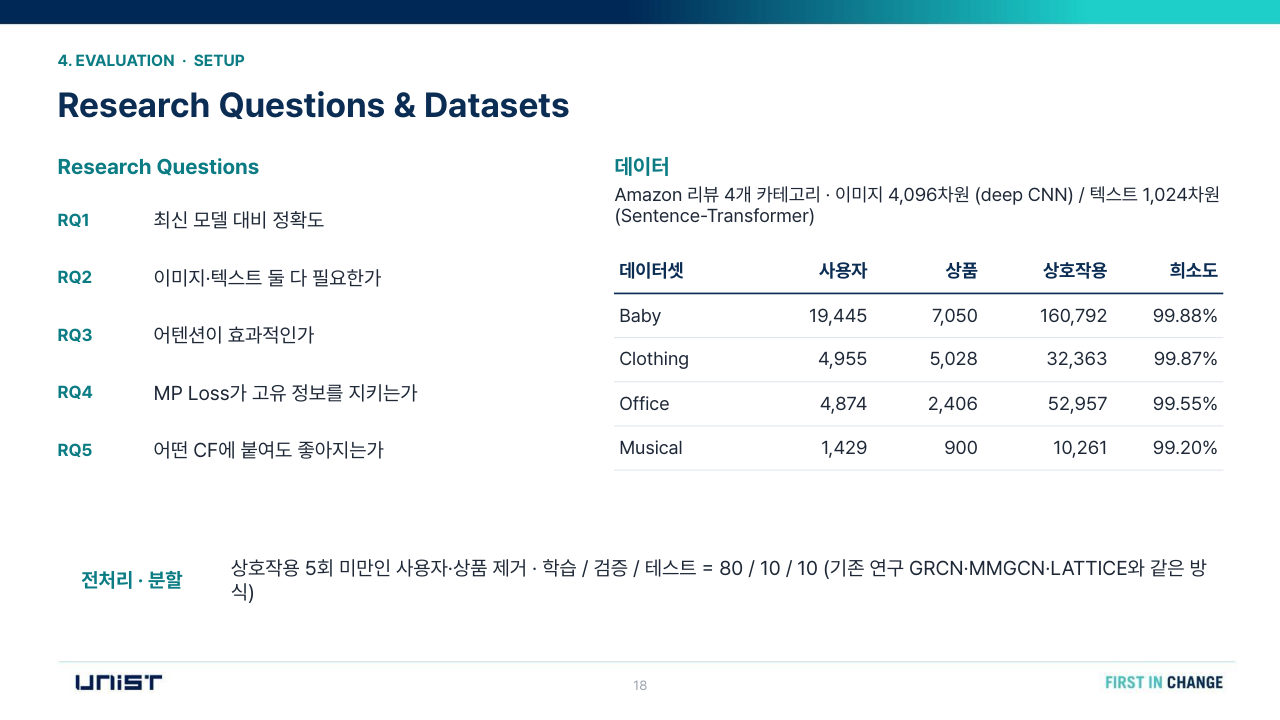 4. EVALUATION · SETUP
Research Questions & Datasets
Research Questions
RQ1 최신 모델 대비 정확도
RQ2 이미지·텍스트 둘 다 필요한가
RQ3 어텐션이 효과적인가
RQ4 MP Loss가 고유 정보를 지키는가
RQ5 어떤 CF에 붙여도 좋아지는가
데이터
Amazon 리뷰 4개 카테고리 · 이미지 4,096차원 (deep CNN) / 텍스트 1,024차원
(Sentence-Transformer)
데이터셋 사용자 상품 상호작용 희소도
Baby 19,445 7,050 160,792 99.88%
Clothing 4,955 5,028 32,363 99.87%
Office 4,874 2,406 52,957 99.55%
Musical 1,429 900 10,261 99.20%
전처리 · 분할
상호작용 5회 미만인 사용자·상품 제거 · 학습 / 검증 / 테스트 = 80 / 10 / 10 (기존 연구 GRCN·MMGCN·LATTICE와 같은 방
식)
UNIST
18
FIRST IN CHANGE